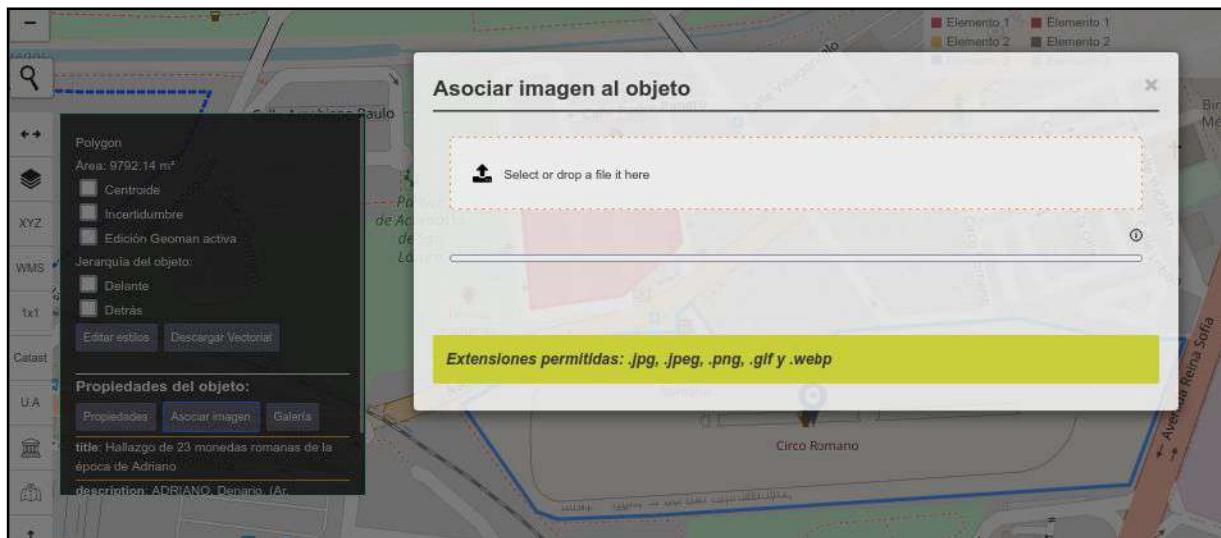 Elemento 1
Elemento 1
Elemento 2
Elemento 2
Asociar imagen al objeto
×
Select or drop a file it here
Extensiones permitidas: .jpg, .jpeg, .png, .gif y .webp
Polygon
Área: 9792.14 m²
Centroide
Incertidumbre
Edición Geoman activa
Jerarquía del objeto:
Delante
Detrás
Editar estilos
Descargar Vectorial
Propiedades del objeto:
Propiedades
Asociar imagen
Galería
title: Hallazgo de 23 monedas romanas de la
época de Adriano
description: ADRIANO. Denario. (Ar.
XYZ
WMS
1x1
Catast
U.A
Circo Romano
Avenida Reina Sofía